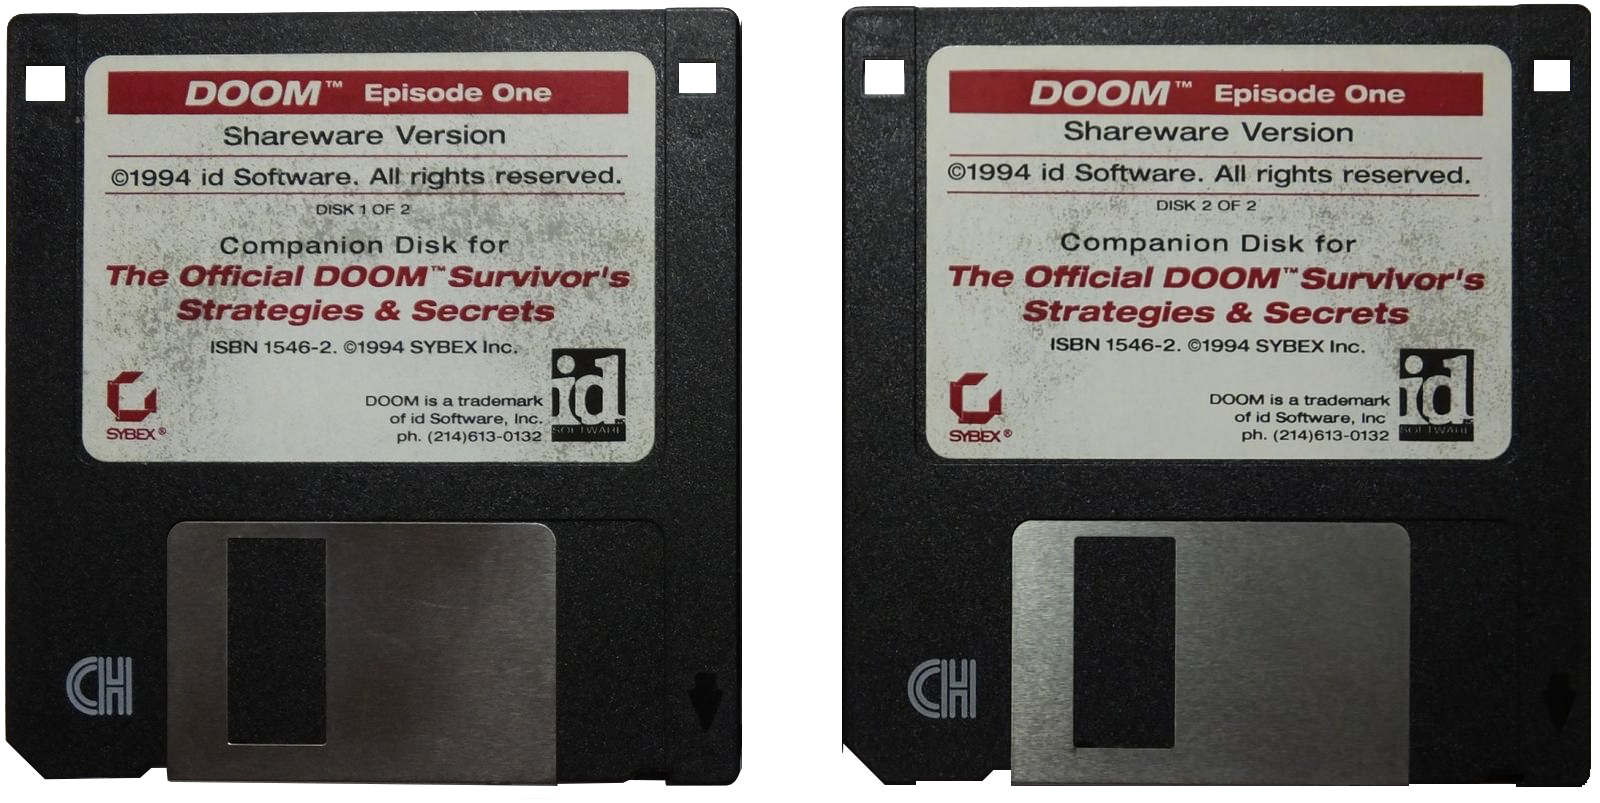 DOOM™ Episode One
Shareware Version
©1994 id Software. All rights reserved.
DISK 1 OF 2
Companion Disk for
The Official DOOM™ Survivor's
Strategies & Secrets
ISBN 1546-2. ©1994 SYBEX Inc.
DOOM is a trademark
of id Software, Inc.
ph. (214)613-0132
SYBEX®
id
SOFTWARE
CH
DOOM™ Episode One
Shareware Version
©1994 id Software. All rights reserved.
DISK 2 OF 2
Companion Disk for
The Official DOOM™ Survivor's
Strategies & Secrets
ISBN 1546-2. ©1994 SYBEX Inc.
DOOM is a trademark
of id Software, Inc
ph. (214)613-0132
SYBEX®
id
SOFTWARE
CH